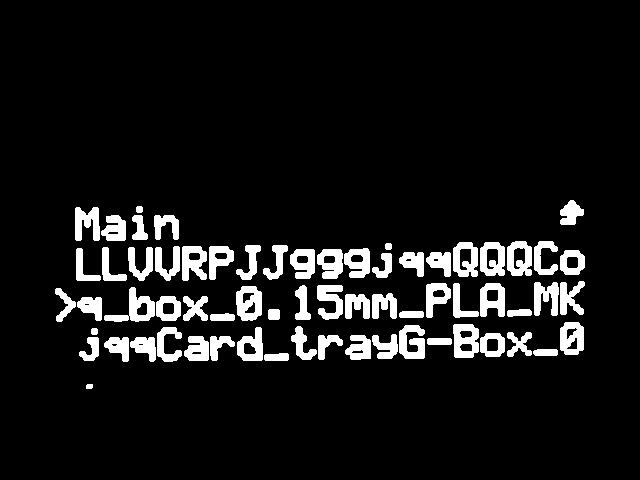 Main
LLVVRPJJgggjqqQQQCo
>q_box_0.15mm_PLA_MK
jqqCard_trayG-Box_0
.